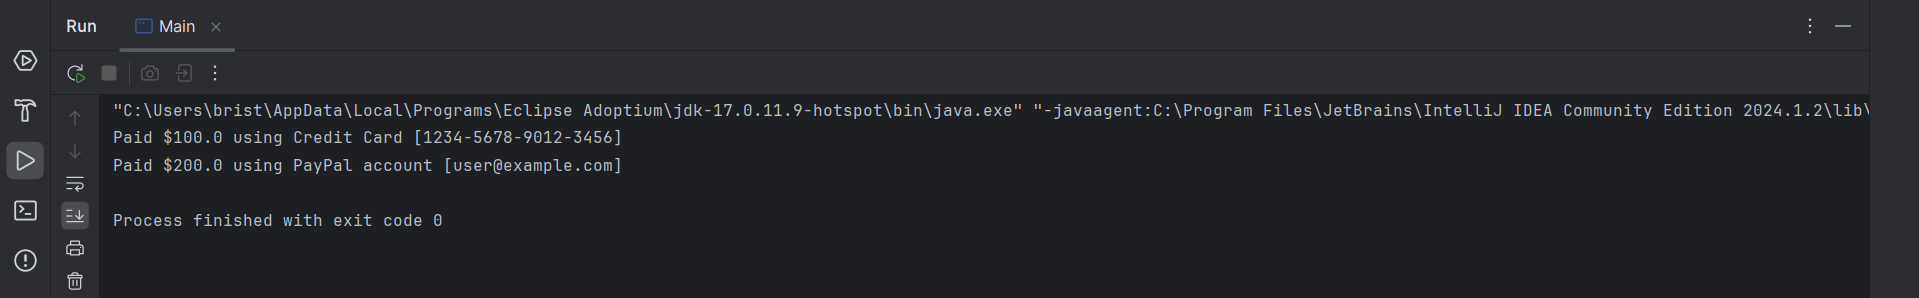 Run Main
"C:\Users\brist\AppData\Local\Programs\Eclipse Adoptium\jdk-17.0.11.9-hotspot\bin\java.exe" "-javaagent:C:\Program Files\JetBrains\IntelliJ IDEA Community Edition 2024.1.2\lib\
Paid $100.0 using Credit Card [1234-5678-9012-3456]
Paid $200.0 using PayPal account [user@example.com]
Process finished with exit code 0